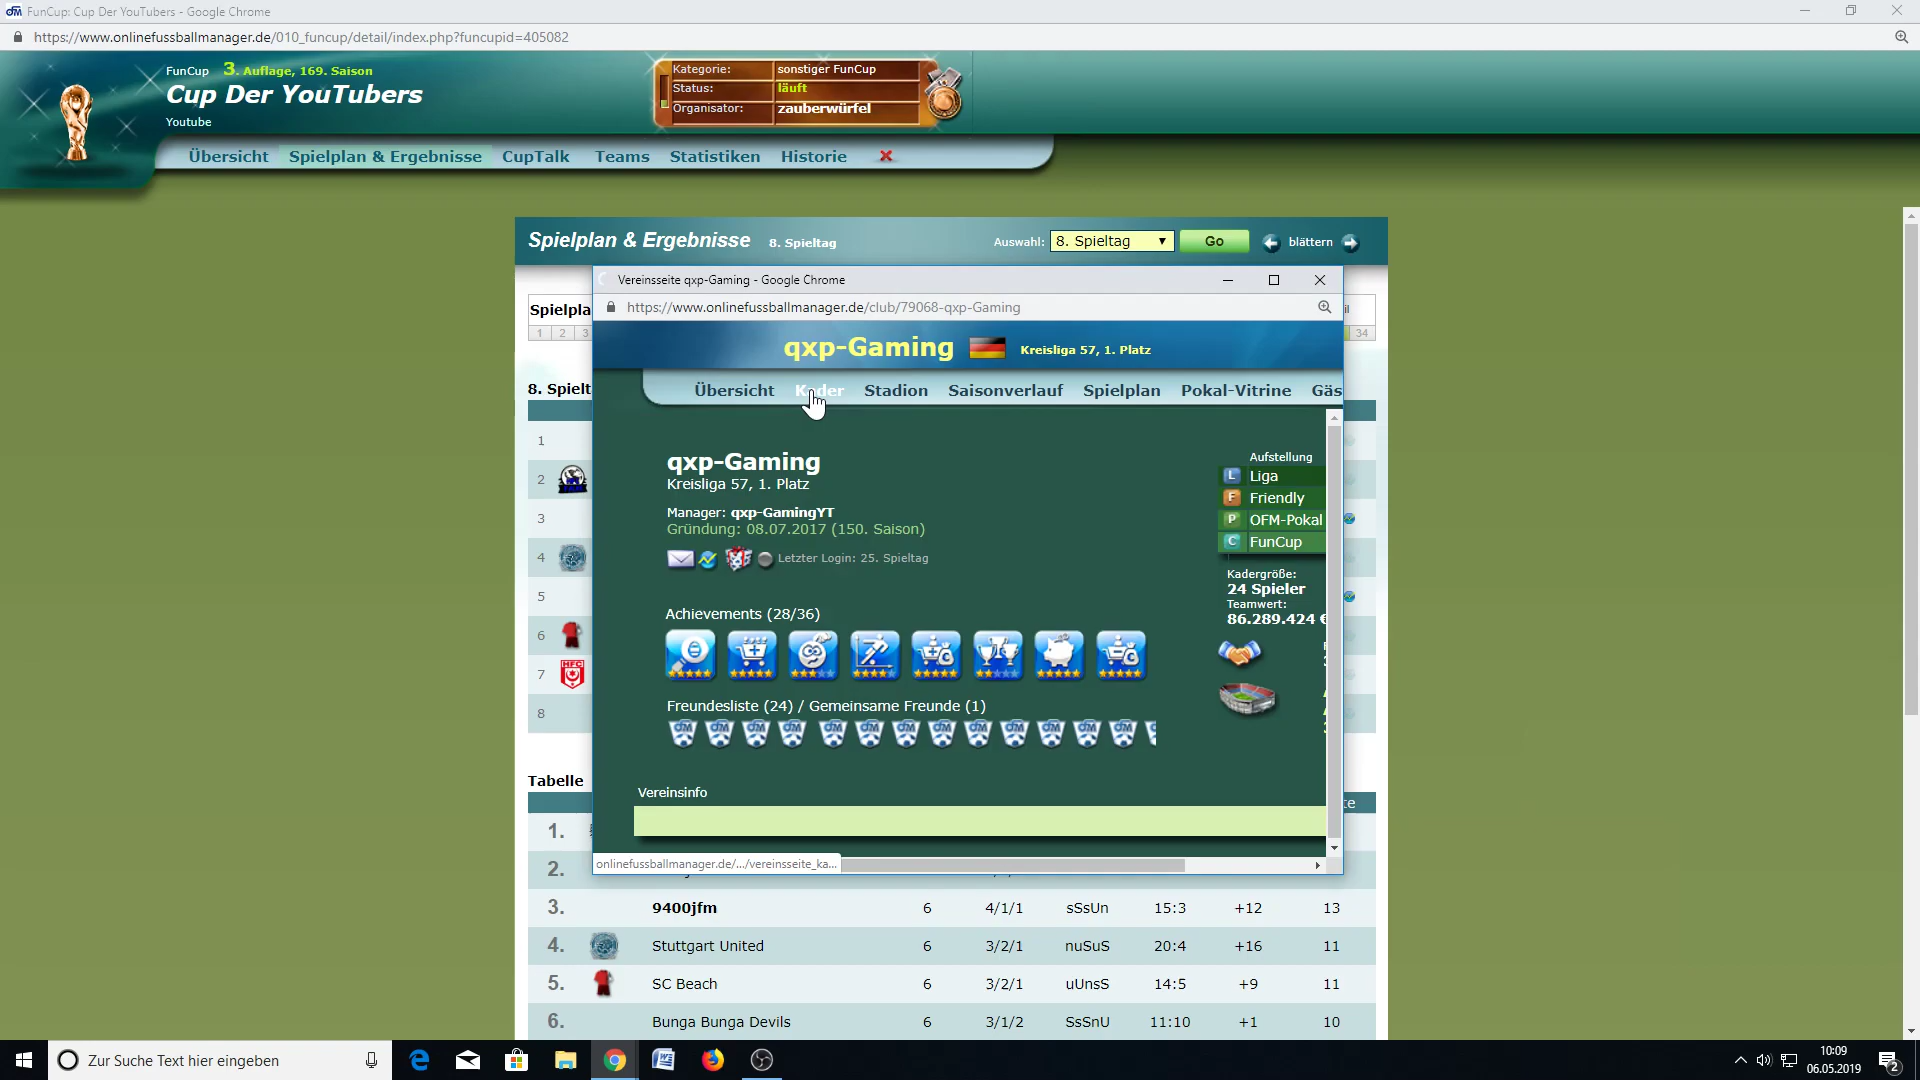 FunCup: Cup Der YouTubers - Google Chrome
https://www.onlinefussballmanager.de/010_funcup/detail/index.php?funcupid=405082
FunCup 3. Auflage, 169. Saison
Cup Der YouTubers
Youtube
Kategorie: sonstiger FunCup
Status: läuft
Organisator: zauberwürfel
Übersicht Spielplan & Ergebnisse CupTalk Teams Statistiken Historie
Spielplan & Ergebnisse 8. Spieltag Auswahl: 8. Spieltag Go blättern
Vereinsseite qxp-Gaming - Google Chrome
https://www.onlinefussballmanager.de/club/79068-qxp-Gaming
Spielpla
1 2 3 34
qxp-Gaming Kreisliga 57, 1. Platz
8. Spielt
Übersicht Kader Stadion Saisonverlauf Spielplan Pokal-Vitrine Gäs
1
2
3
4
5
6
7
8
qxp-Gaming
Kreisliga 57, 1. Platz
Manager: qxp-GamingYT
Gründung: 08.07.2017 (150. Saison)
Letzter Login: 25. Spieltag
Aufstellung
L Liga
F Friendly
P OFM-Pokal
C FunCup
Kadergröße:
24 Spieler
Teamwert:
86.289.424 €
Achievements (28/36)
Freundesliste (24) / Gemeinsame Freunde (1)
Vereinsinfo
onlinefussballmanager.de/.../vereinsseite_ka...
Tabelle
te
1.
2.
3. 9400jfm 6 4/1/1 sSsUn 15:3 +12 13
4. Stuttgart United 6 3/2/1 nuSuS 20:4 +16 11
5. SC Beach 6 3/2/1 uUnsS 14:5 +9 11
6. Bunga Bunga Devils 6 3/1/2 SsSnU 11:10 +1 10
Zur Suche Text hier eingeben
10:09
06.05.2019
2